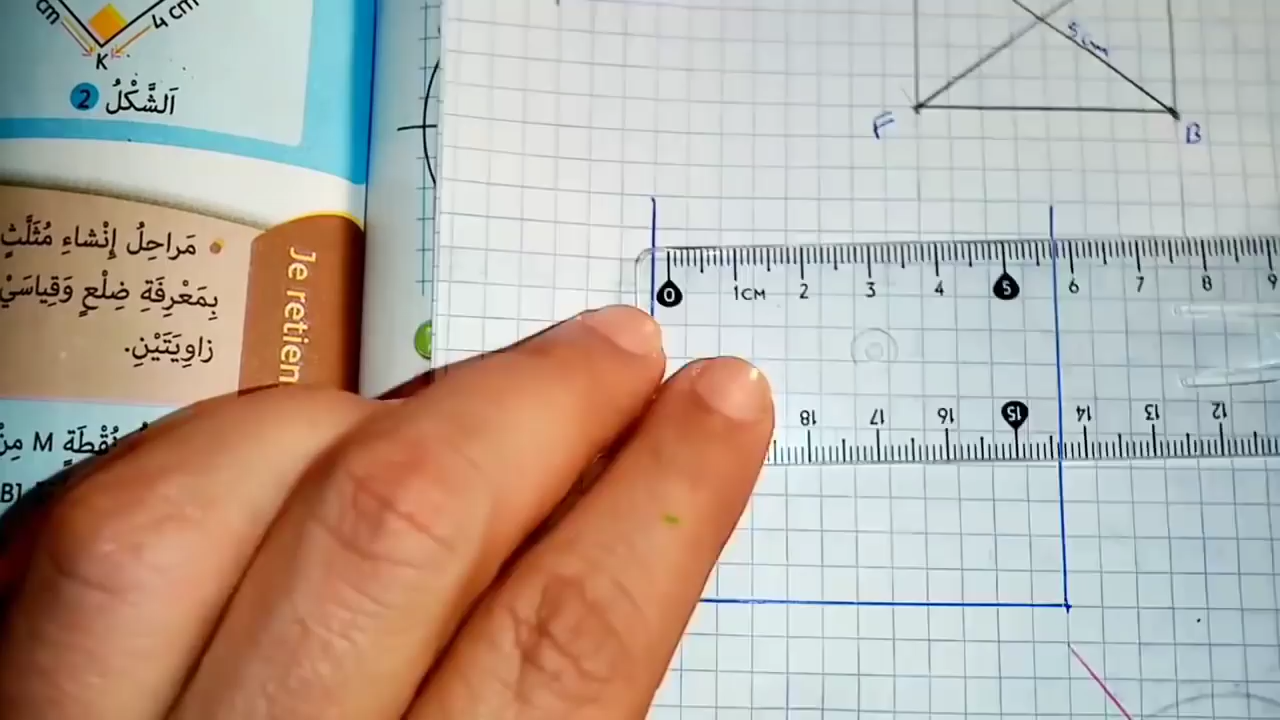 cm
4 cm
K
اَلشَّكْلُ 2
• مَراحِلُ إِنْشاءِ مُثَلَّثٍ
بِمَعْرِفَةِ ضِلْعٍ وَقِياسَيْ
زاوِيَتَيْنِ.
Je retien
نُقْطَةٍ M مِنْ
B]
5 cm
F
B
0 1CM 2 3 4 5 6 7 8 9
18 17 16 15 14 13 12